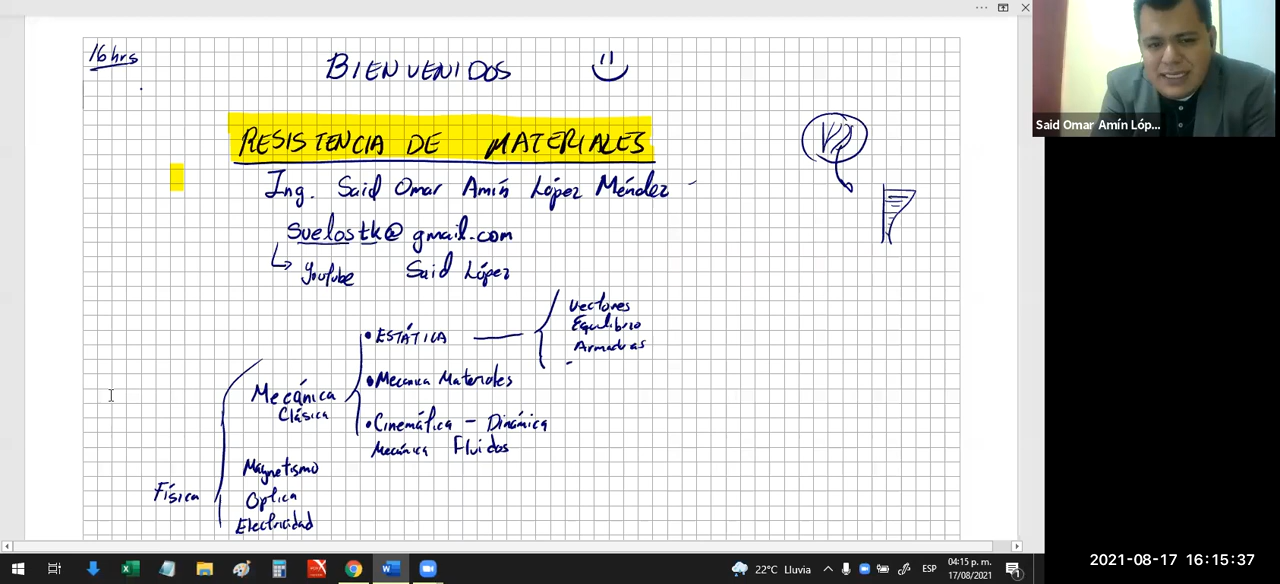 16 hrs
BIENVENIDOS
RESISTENCIA DE MATERIALES
Ing. Said Omar Amín López Méndez
suelostk@gmail.com
Youtube Said López
Vectores
Equilibrio
Armaduras
• ESTÁTICA
• Mecanica Materiales
Mecánica
Clásica
• Cinemática - Dinámica
Mecánica Fluidos
Magnetismo
Física
Optica
Electricidad
Said Omar Amín Lóp...
2021-08-17 16:15:37
22°C Lluvia
ESP
04:15 p. m.
17/08/2021
1